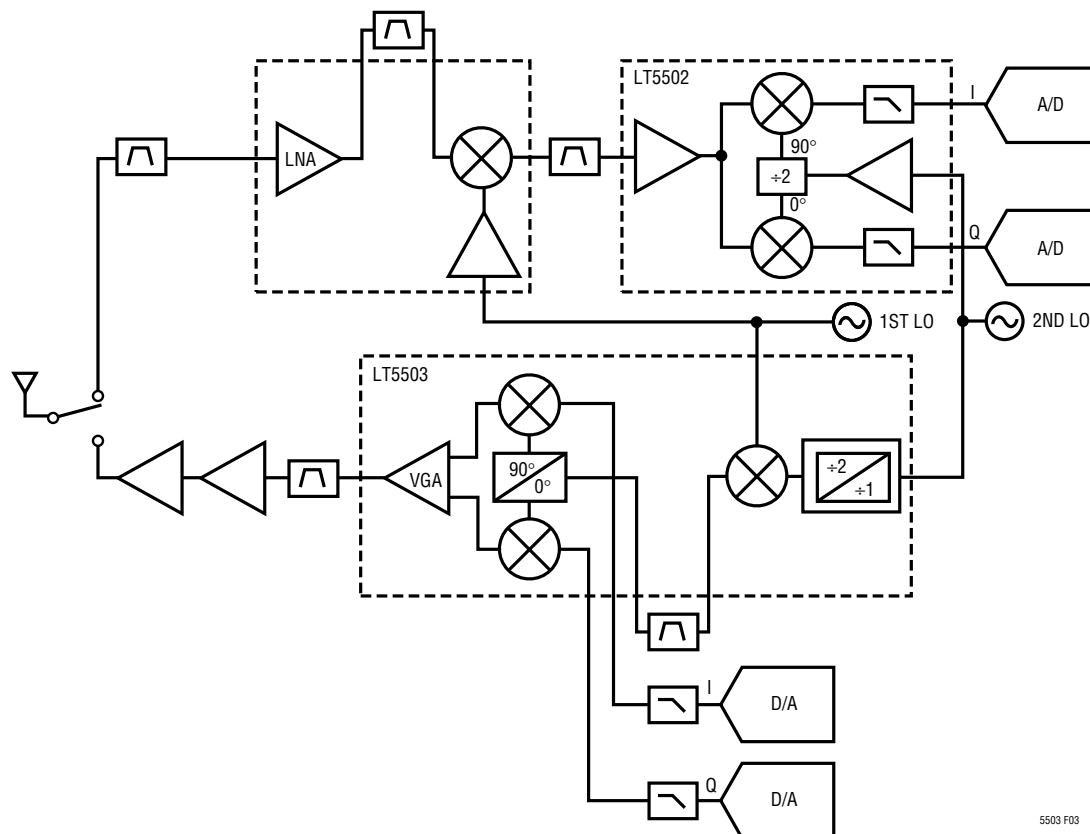 LT5502
I
A/D
LNA
90°
÷2
0°
Q
A/D
1ST LO
2ND LO
LT5503
VGA
90°
0°
÷2
÷1
I
D/A
Q
D/A
5503 F03